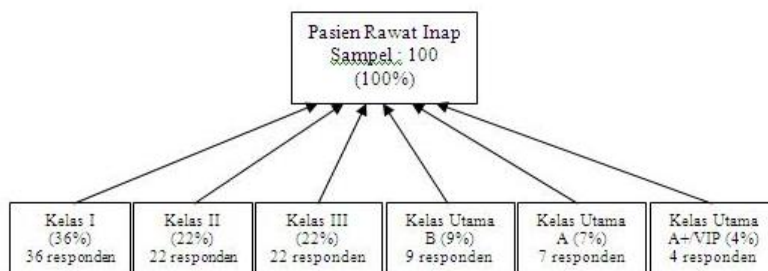 Pasien Rawat Inap
Sampel : 100
(100%)
Kelas I
(36%)
36 responden
Kelas II
(22%)
22 responden
Kelas III
(22%)
22 responden
Kelas Utama
B (9%)
9 responden
Kelas Utama
A (7%)
7 responden
Kelas Utama
A+/VIP (4%)
4 responden